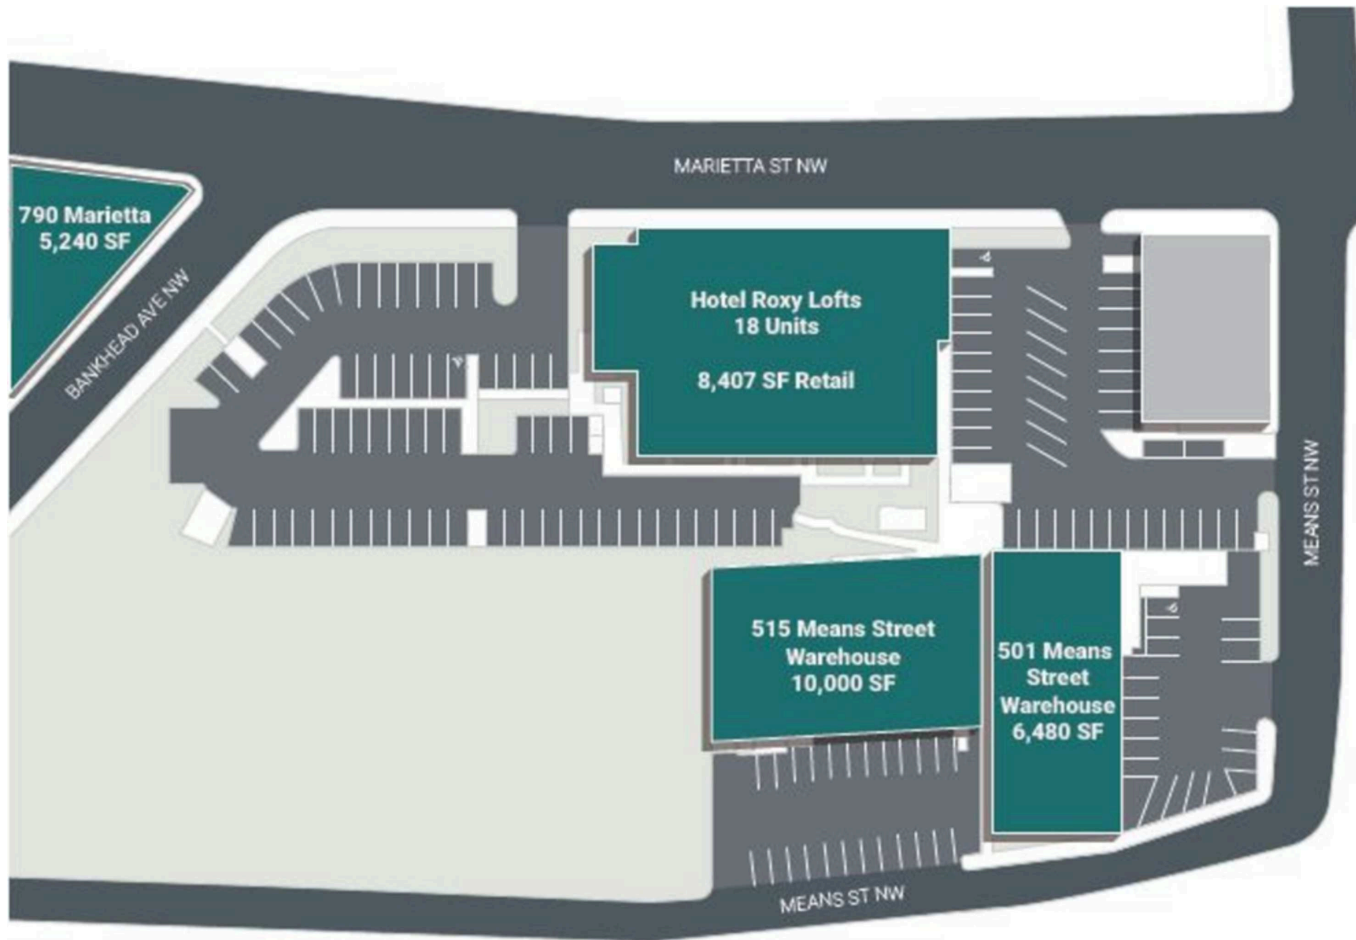 MARIETTA ST NW
790 Marietta
5,240 SF
BANKHEAD AVE NW
Hotel Roxy Lofts
18 Units
8,407 SF Retail
MEANS ST NW
515 Means Street
Warehouse
10,000 SF
501 Means
Street
Warehouse
6,480 SF
MEANS ST NW